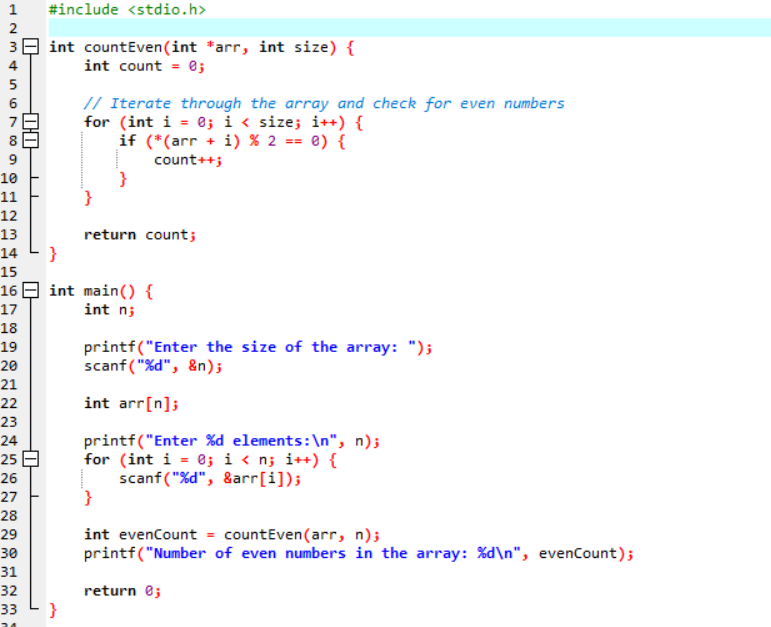 1 #include <stdio.h>
2
3 int countEven(int *arr, int size) {
4     int count = 0;
5
6     // Iterate through the array and check for even numbers
7     for (int i = 0; i < size; i++) {
8         if (*(arr + i) % 2 == 0) {
9             count++;
10         }
11     }
12
13     return count;
14 }
15
16 int main() {
17     int n;
18
19     printf("Enter the size of the array: ");
20     scanf("%d", &n);
21
22     int arr[n];
23
24     printf("Enter %d elements:\n", n);
25     for (int i = 0; i < n; i++) {
26         scanf("%d", &arr[i]);
27     }
28
29     int evenCount = countEven(arr, n);
30     printf("Number of even numbers in the array: %d\n", evenCount);
31
32     return 0;
33 }
34